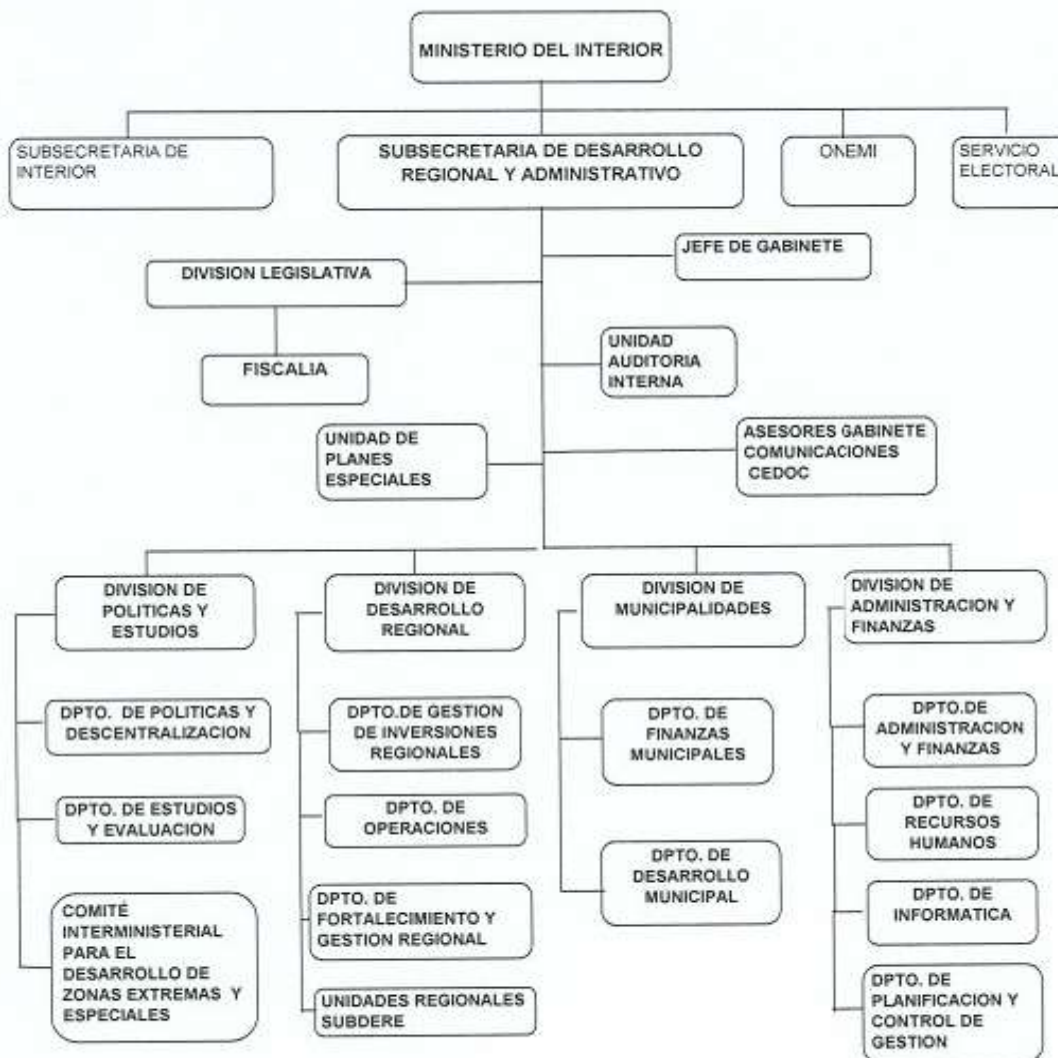 MINISTERIO DEL INTERIOR
SUBSECRETARIA DE
INTERIOR
SUBSECRETARIA DE DESARROLLO
REGIONAL Y ADMINISTRATIVO
ONEMI
SERVICIO
ELECTORAL
JEFE DE GABINETE
DIVISION LEGISLATIVA
FISCALIA
UNIDAD
AUDITORIA
INTERNA
UNIDAD DE
PLANES
ESPECIALES
ASESORES GABINETE
COMUNICACIONES
CEDOC
DIVISION DE
POLITICAS Y
ESTUDIOS
DPTO. DE POLITICAS Y
DESCENTRALIZACION
DPTO. DE ESTUDIOS
Y EVALUACION
COMITÉ
INTERMINISTERIAL
PARA EL
DESARROLLO DE
ZONAS EXTREMAS Y
ESPECIALES
DIVISION DE
DESARROLLO
REGIONAL
DPTO.DE GESTION
DE INVERSIONES
REGIONALES
DPTO. DE
OPERACIONES
DPTO. DE
FORTALECIMIENTO Y
GESTION REGIONAL
UNIDADES REGIONALES
SUBDERE
DIVISION DE
MUNICIPALIDADES
DPTO. DE
FINANZAS
MUNICIPALES
DPTO. DE
DESARROLLO
MUNICIPAL
DIVISION DE
ADMINISTRACION Y
FINANZAS
DPTO.DE
ADMINISTRACION
Y FINANZAS
DPTO. DE
RECURSOS
HUMANOS
DPTO. DE
INFORMATICA
DPTO. DE
PLANIFICACION Y
CONTROL DE
GESTION